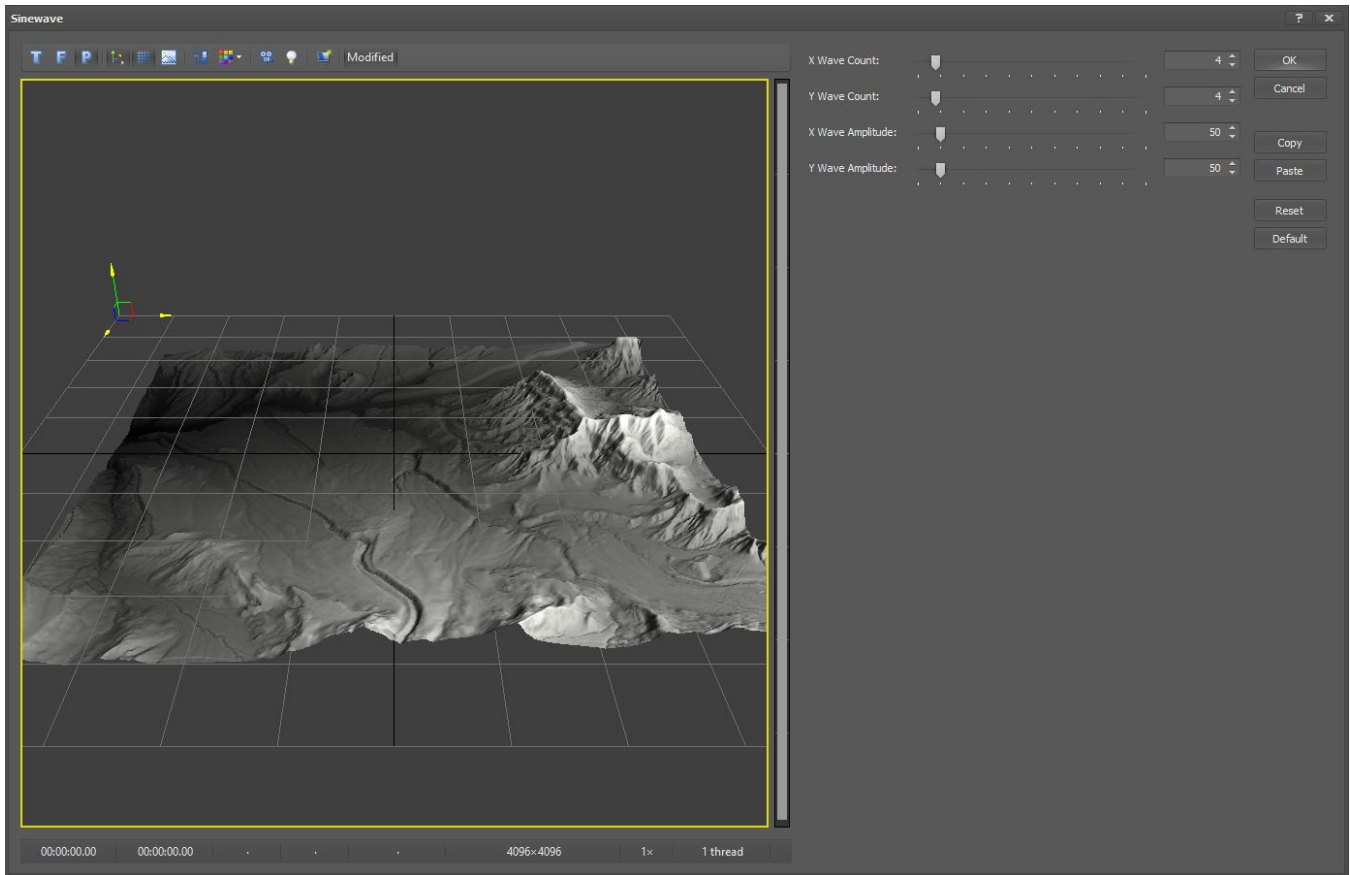 Sinewave
? x
T F P Modified
X Wave Count: 4 OK
Y Wave Count: 4 Cancel
X Wave Amplitude: 50 Copy
Y Wave Amplitude: 50 Paste
Reset
Default
00:00:00.00 00:00:00.00 . . . 4096×4096 1× 1 thread